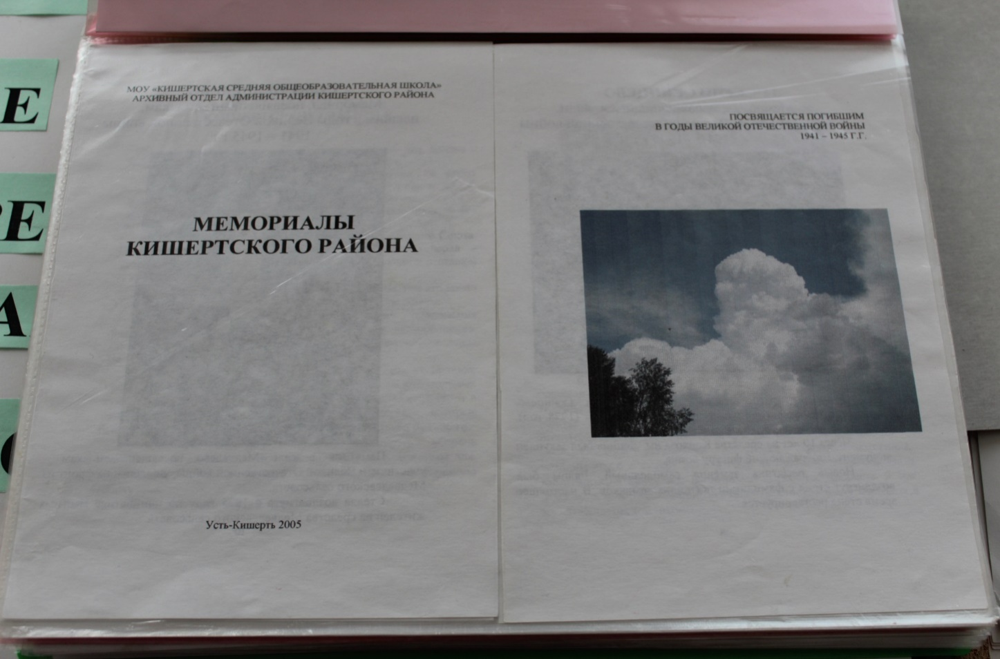 МОУ «КИШЕРТСКАЯ СРЕДНЯЯ ОБЩЕОБРАЗОВАТЕЛЬНАЯ ШКОЛА»
АРХИВНЫЙ ОТДЕЛ АДМИНИСТРАЦИИ КИШЕРТСКОГО РАЙОНА
МЕМОРИАЛЫ
КИШЕРТСКОГО РАЙОНА
Усть-Кишерть 2005
ПОСВЯЩАЕТСЯ ПОГИБШИМ
В ГОДЫ ВЕЛИКОЙ ОТЕЧЕСТВЕННОЙ ВОЙНЫ
1941 – 1945 Г.Г.